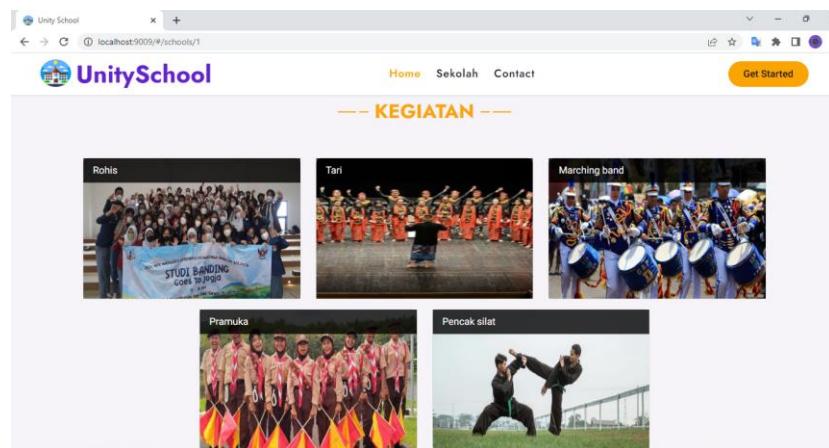 Unity School
localhost:9009/#/schools/1
UnitySchool
Home Sekolah Contact
Get Started
KEGIATAN
Rohis
Tari
Marching band
STUDI BANDING
Goes To Jogja
Pramuka
Pencak silat